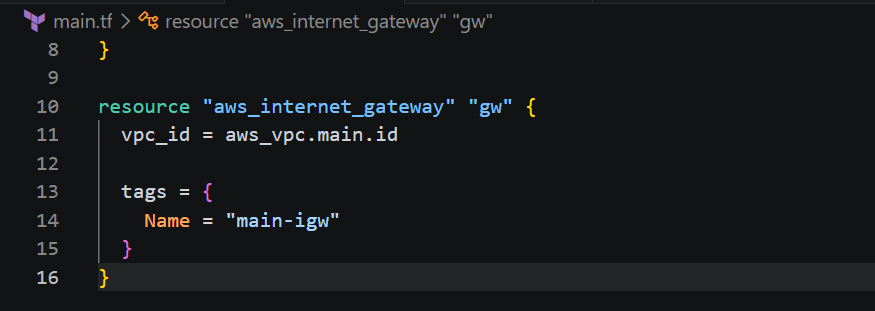 main.tf > resource "aws_internet_gateway" "gw"
8 }
9
10 resource "aws_internet_gateway" "gw" {
11   vpc_id = aws_vpc.main.id
12
13   tags = {
14     Name = "main-igw"
15   }
16 }